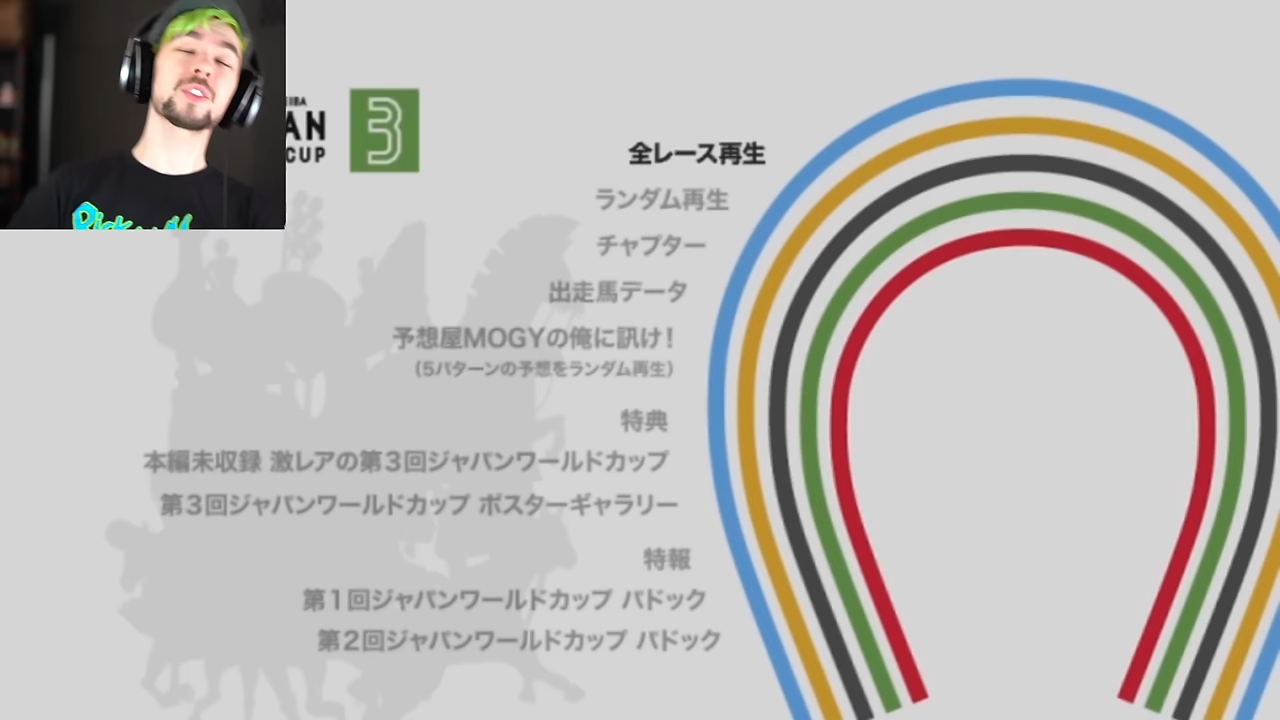 EIBA
AN
CUP
3
全レース再生
ランダム再生
チャプター
出走馬データ
予想屋MOGYの俺に訊け!
(5パターンの予想をランダム再生)
特典
本編未収録 激レアの第3回ジャパンワールドカップ
第3回ジャパンワールドカップ ポスターギャラリー
特報
第1回ジャパンワールドカップ パドック
第2回ジャパンワールドカップ パドック